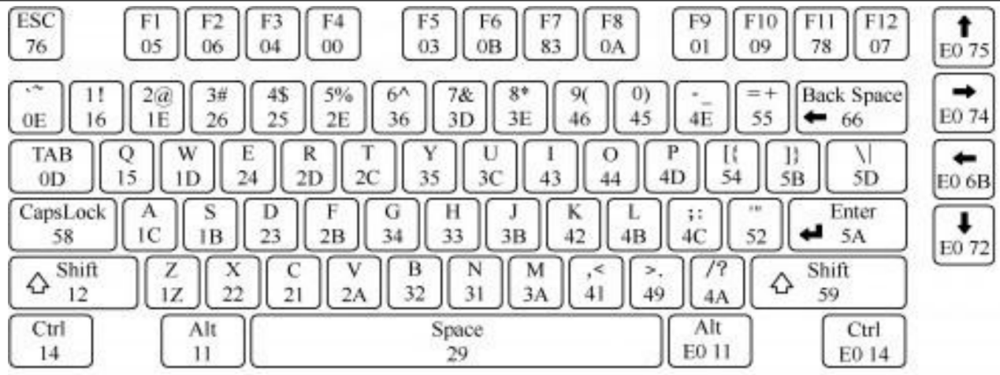 ESC F1 F2 F3 F4 F5 F6 F7 F8 F9 F10 F11 F12
76 05 06 04 00 03 0B 83 0A 01 09 78 07 E0 75
`~ 1! 2@ 3# 4$ 5% 6^ 7& 8* 9( 0) -_ =+ Back Space
0E 16 1E 26 25 2E 36 3D 3E 46 45 4E 55 66 E0 74
TAB Q W E R T Y U I O P [{ ]} \|
0D 15 1D 24 2D 2C 35 3C 43 44 4D 54 5B 5D E0 6B
CapsLock A S D F G H J K L ;: '" Enter
58 1C 1B 23 2B 34 33 3B 42 4B 4C 52 5A E0 72
Shift Z X C V B N M ,< >. /? Shift
12 1Z 22 21 2A 32 31 3A 41 49 4A 59
Ctrl Alt Space Alt Ctrl
14 11 29 E0 11 E0 14